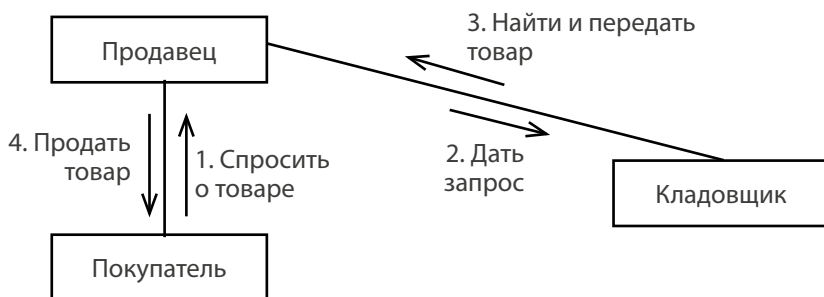 3. Найти и передать
товар
Продавец
4. Продать
товар
1. Спросить
о товаре
2. Дать
запрос
Кладовщик
Покупатель